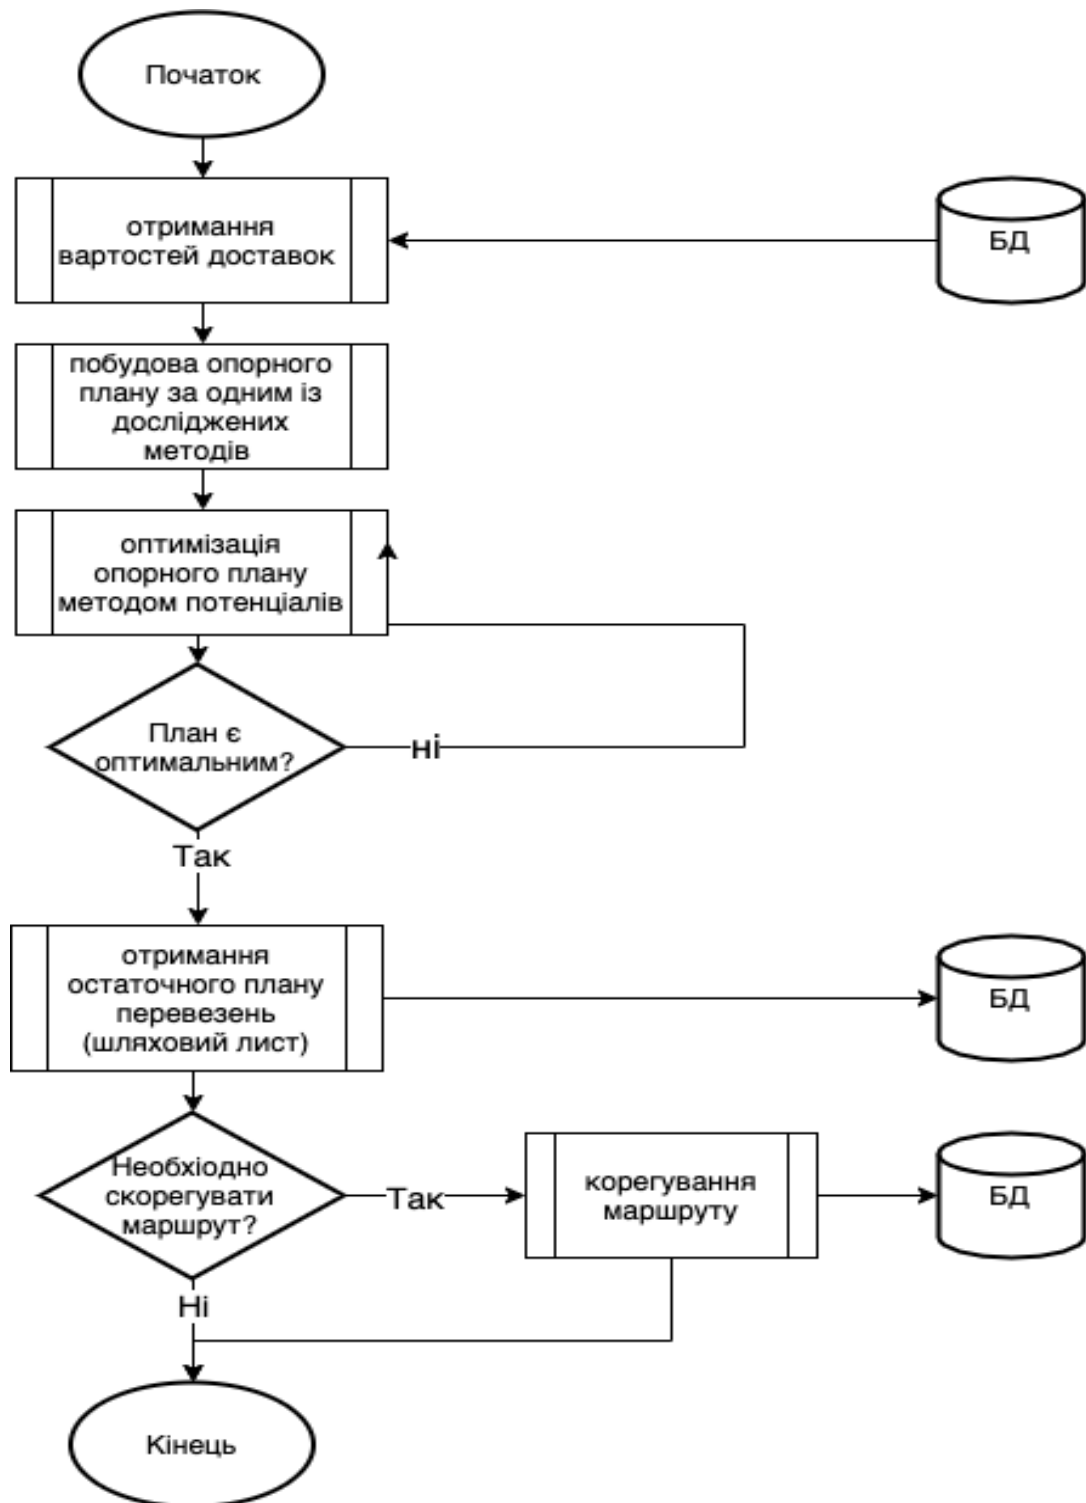 Початок
отримання
вартостей доставок
БД
побудова опорного
плану за одним із
досліджених
методів
оптимізація
опорного плану
методом потенціалів
План є
оптимальним?
ні
Так
отримання
остаточного плану
перевезень
(шляховий лист)
БД
Необхіодно
скорегувати
маршрут?
Так
корегування
маршруту
БД
Ні
Кінець